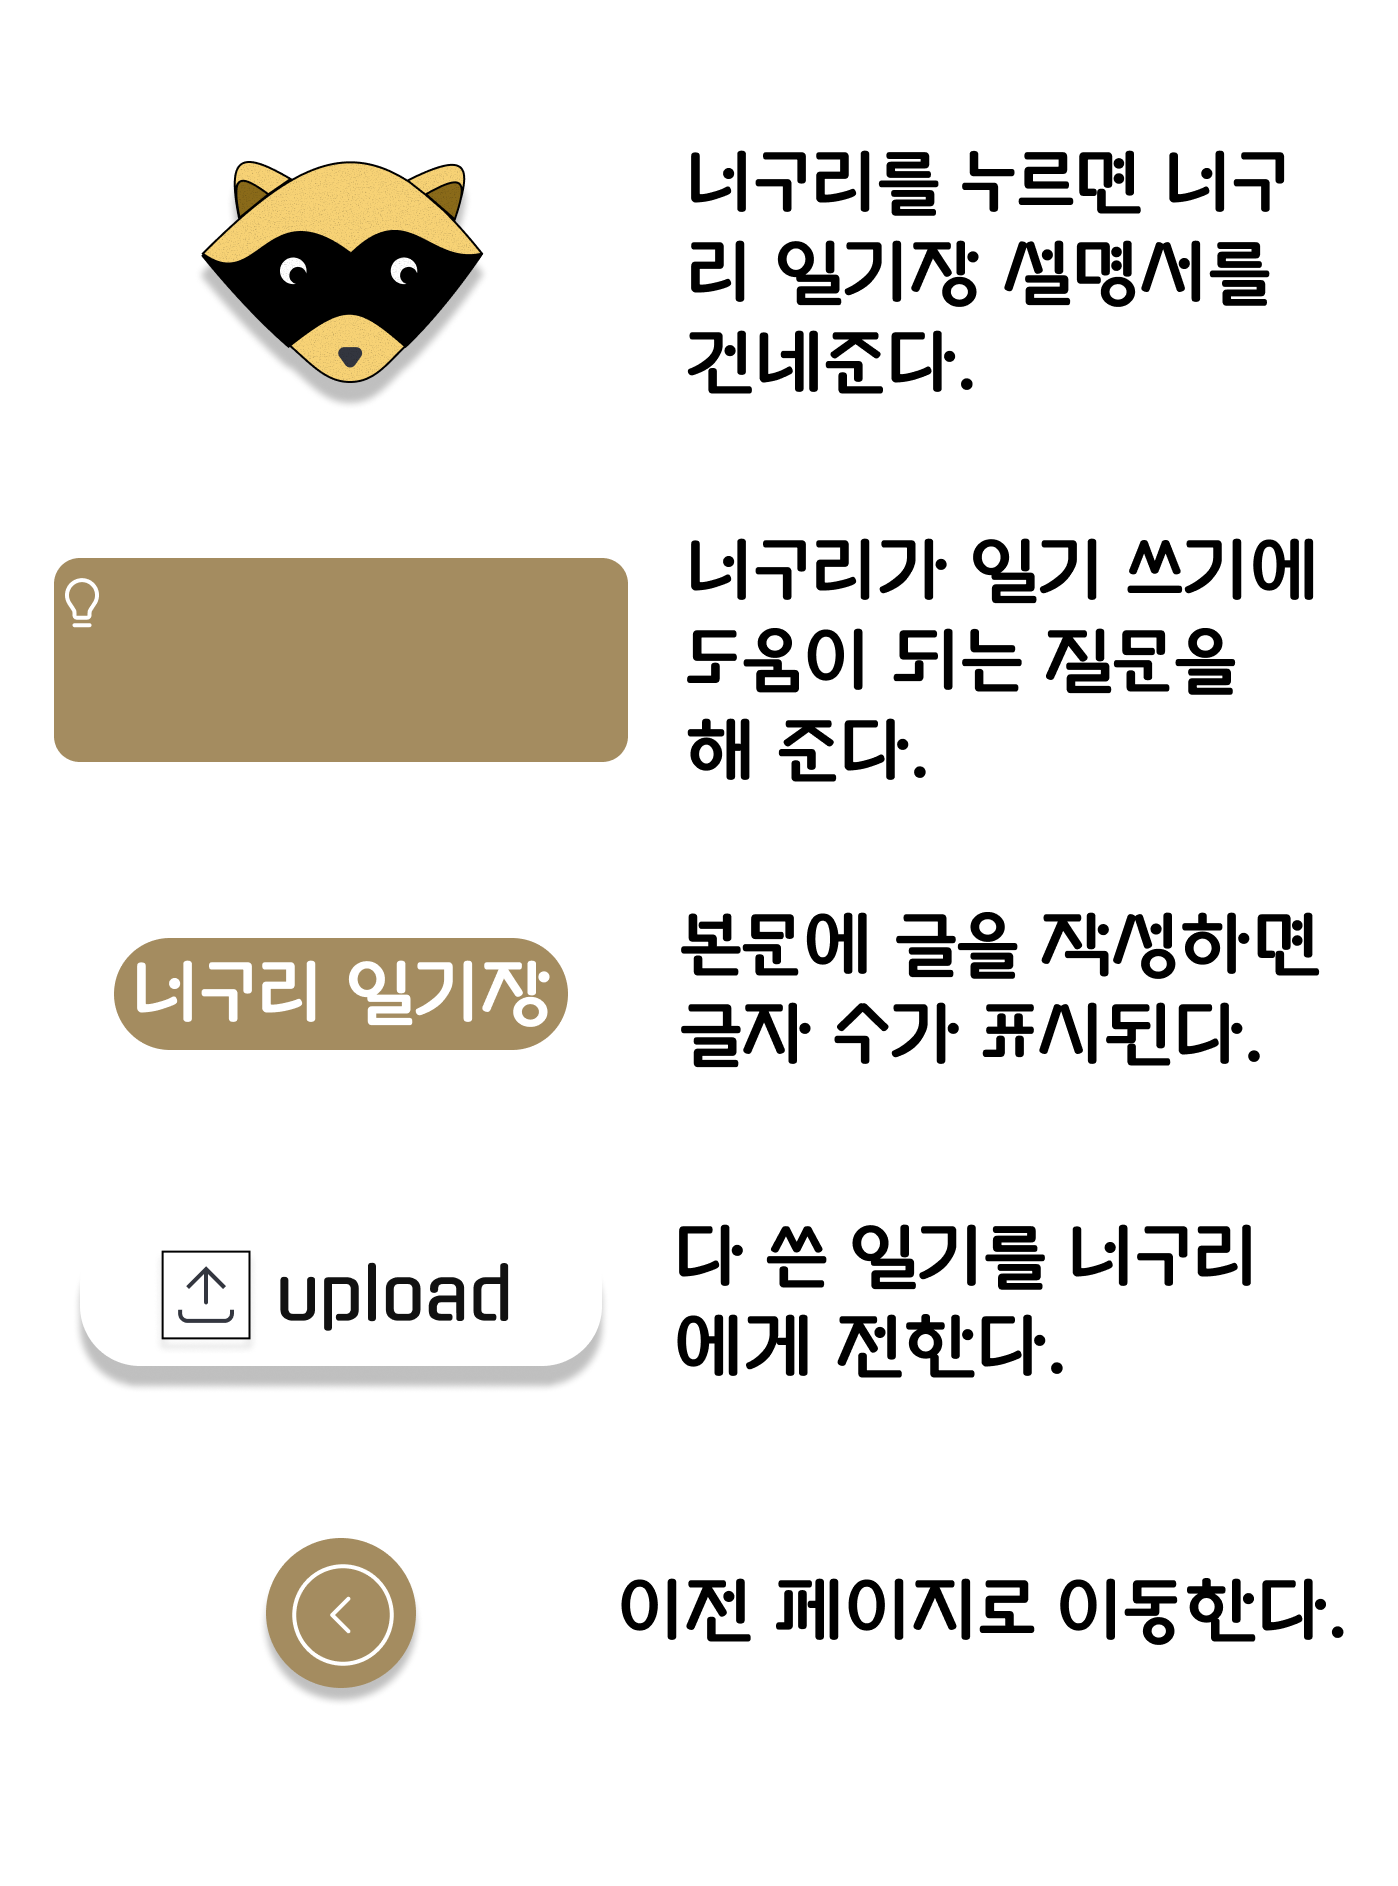 너구리를 누르면 너구
리 일기장 설명서를
건네준다.
너구리가 일기 쓰기에
도움이 되는 질문을
해 준다.
너구리 일기장
본문에 글을 작성하면
글자 수가 표시된다.
upload
다 쓴 일기를 너구리
에게 전한다.
이전 페이지로 이동한다.